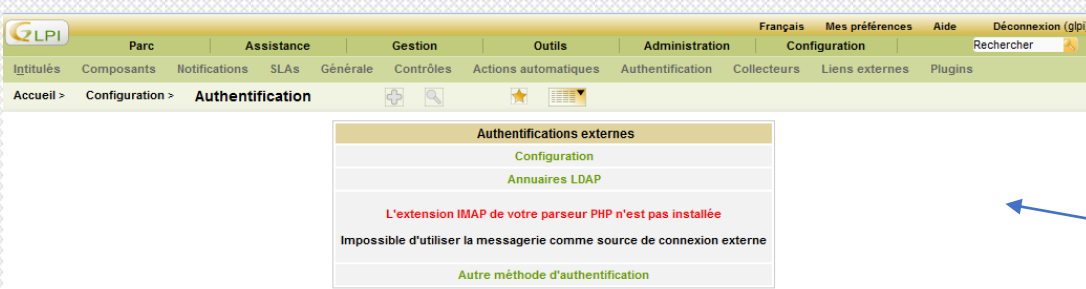 GLPI
Français Mes préférences Aide Déconnexion (glpi)
Parc Assistance Gestion Outils Administration Configuration Rechercher
Intitulés Composants Notifications SLAs Générale Contrôles Actions automatiques Authentification Collecteurs Liens externes Plugins
Accueil > Configuration > Authentification
Authentifications externes
Configuration
Annuaires LDAP
L'extension IMAP de votre parseur PHP n'est pas installée
Impossible d'utiliser la messagerie comme source de connexion externe
Autre méthode d'authentification